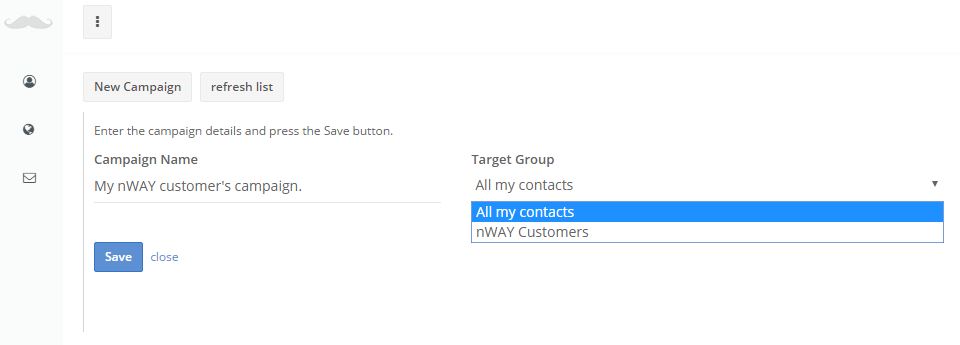 New Campaign refresh list
Enter the campaign details and press the Save button.
Campaign Name Target Group
My nWAY customer's campaign. All my contacts
All my contacts
nWAY Customers
Save close